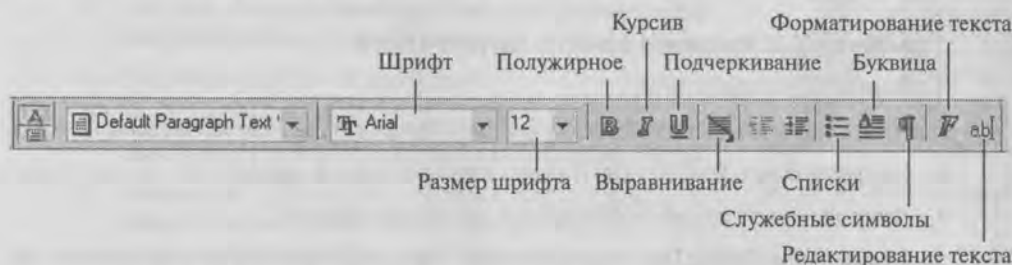 Курсив Форматирование текста
Шрифт Полужирное Подчеркивание Буквица
Default Paragraph Text Arial 12 B I U ¶ F ab
Размер шрифта Выравнивание Списки
Служебные символы
Редактирование текста